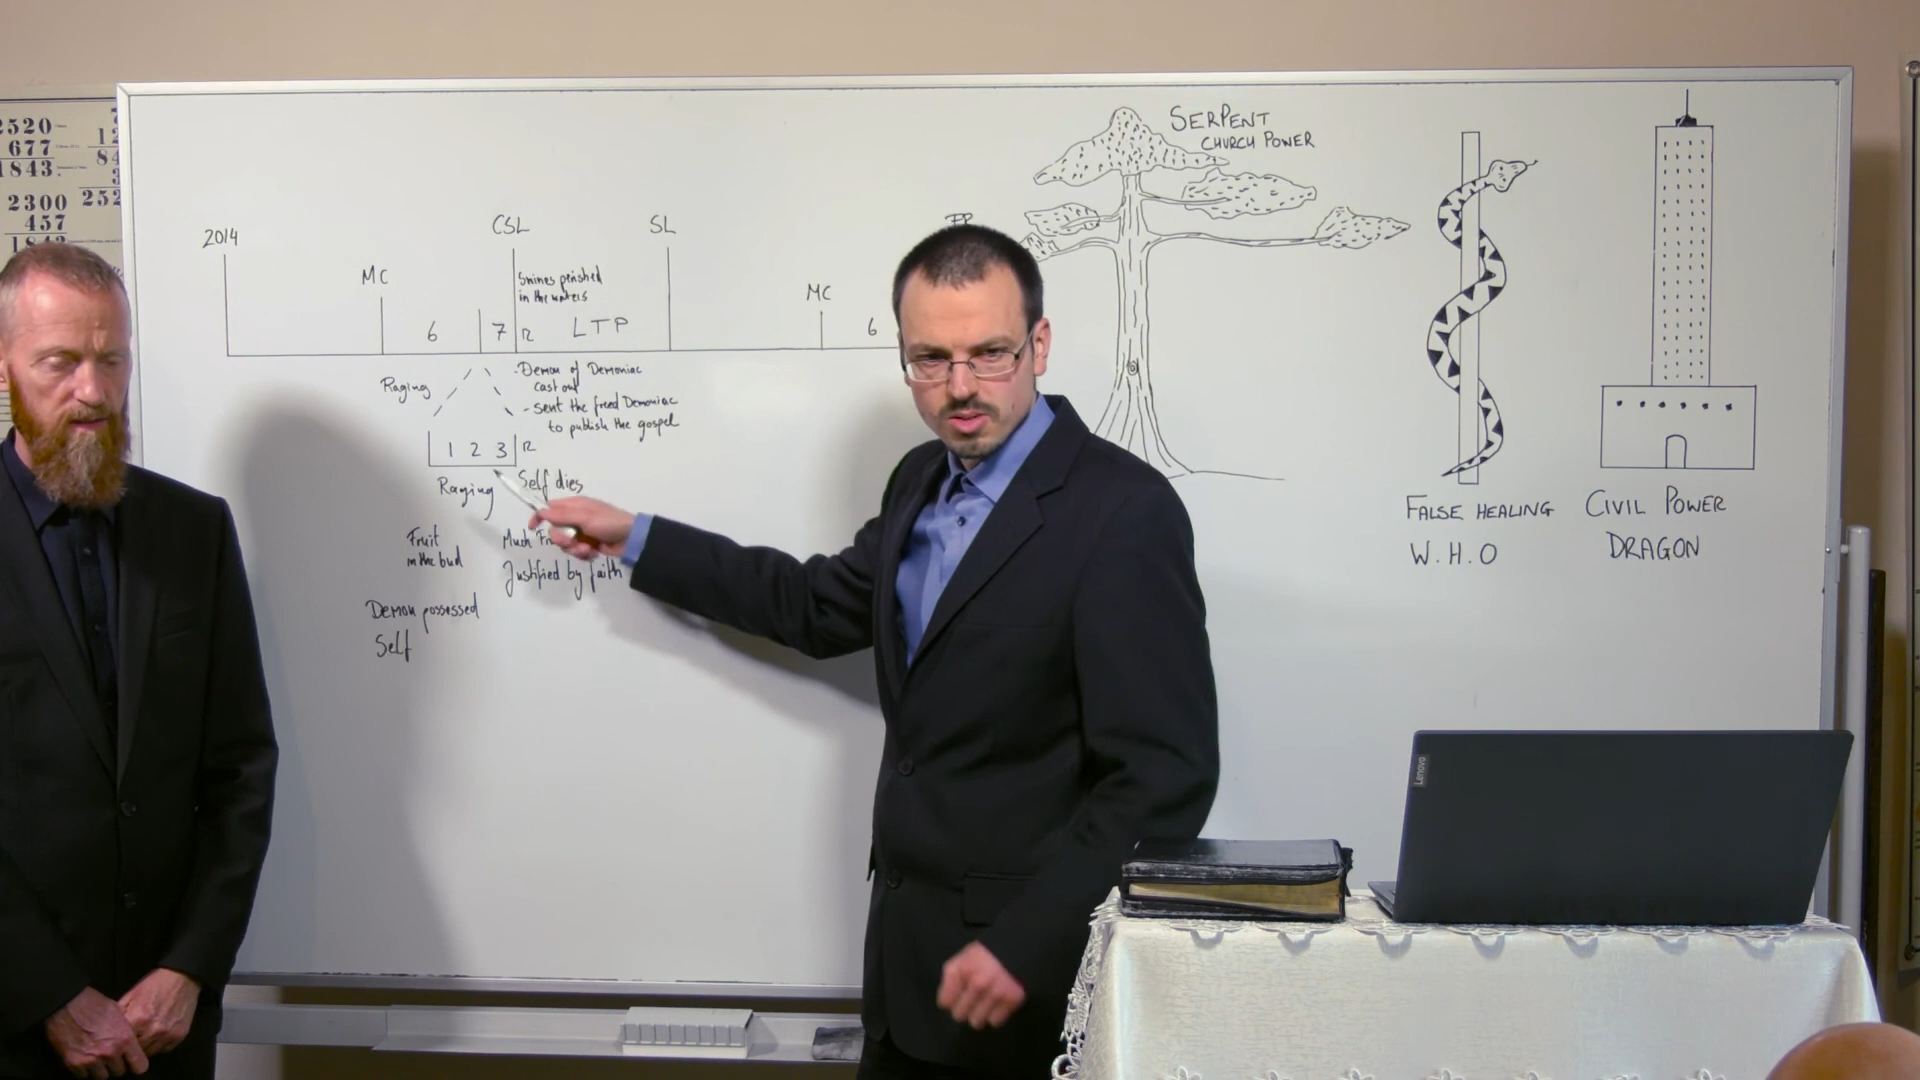 2520
677
1843
2300
457
1843
252
2014
MC
6
CSL
7
Swines perished
in the waters
R
LTP
SL
MC
6
Raging
- Demon of Demoniac
cast out
- Sent the freed Demoniac
to publish the gospel
1 2 3
R
Raging
Self dies
Fruit
in the bud
Much
Justified by faith
Demon possessed
Self
SERPENT
CHURCH POWER
FALSE HEALING
W.H.O
CIVIL POWER
DRAGON
Lenovo